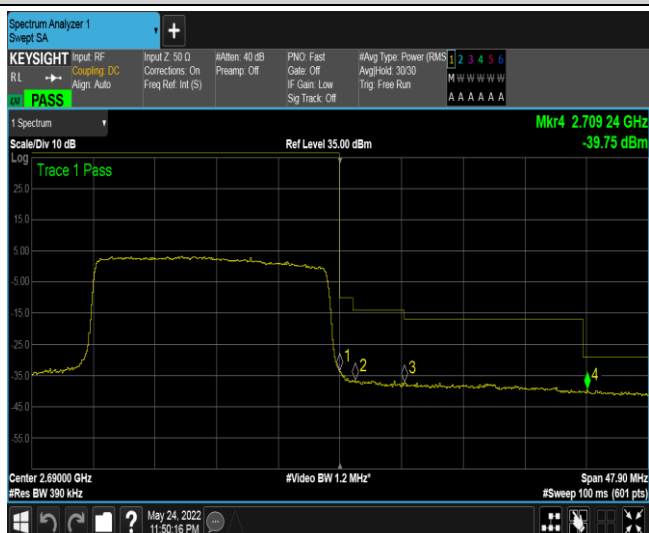 Spectrum Analyzer 1
Swept SA
KEYSIGHT
RL
PASS
Input: RF
Coupling: DC
Align: Auto
Input Z: 50 Ω
Corrections: On
Freq Ref: Int (S)
#Atten: 40 dB
Preamp: Off
PNO: Fast
Gate: Off
IF Gain: Low
Sig Track: Off
#Avg Type: Power (RMS
Avg|Hold: 30/30
Trig: Free Run
1 2 3 4 5 6
M W W W W W
A A A A A A
1 Spectrum
Mkr4 2.709 24 GHz
Scale/Div 10 dB
Ref Level 35.00 dBm
-39.75 dBm
Log
Trace 1 Pass
25.0
15.0
5.00
-5.00
-15.0
-25.0
-35.0
-45.0
-55.0
1
2
3
4
Center 2.69000 GHz
#Video BW 1.2 MHz*
Span 47.90 MHz
#Res BW 390 kHz
#Sweep 100 ms (601 pts)
?
May 24, 2022
11:50:16 PM